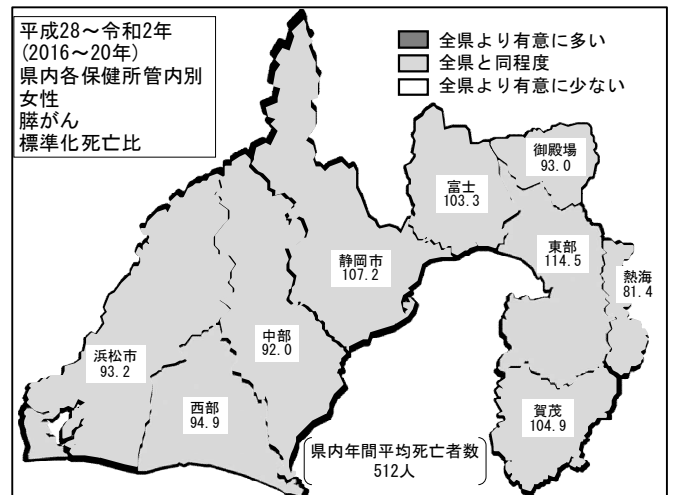 平成28～令和2年
(2016～20年)
県内各保健所管内別
女性
膵がん
標準化死亡比
全県より有意に多い
全県と同程度
全県より有意に少ない
御殿場
93.0
富士
103.3
東部
114.5
熱海
81.4
静岡市
107.2
中部
92.0
浜松市
93.2
西部
94.9
賀茂
104.9
県内年間平均死亡者数
512人